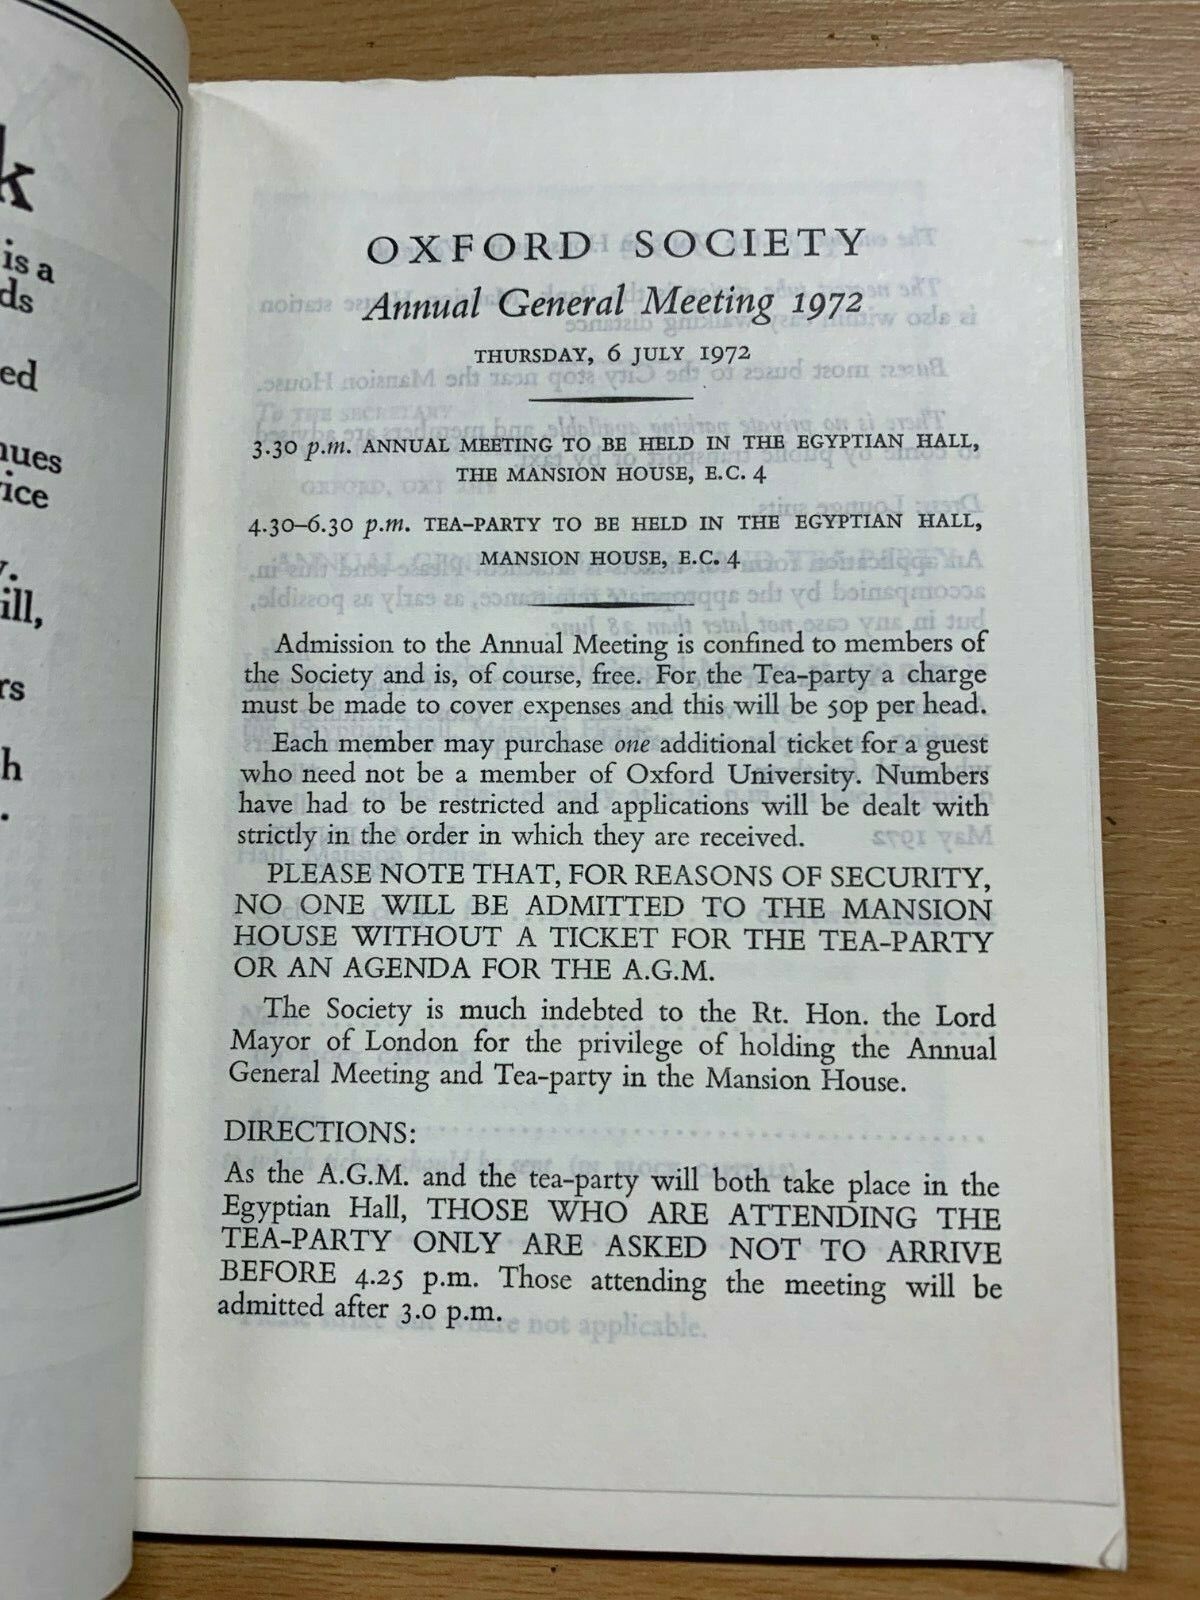 k
is a
ds
ed
nues
vice
y.
ill,
rs
h
.
OXFORD SOCIETY
Annual General Meeting 1972
THURSDAY, 6 JULY 1972
3.30 p.m. ANNUAL MEETING TO BE HELD IN THE EGYPTIAN HALL,
THE MANSION HOUSE, E.C. 4
4.30–6.30 p.m. TEA-PARTY TO BE HELD IN THE EGYPTIAN HALL,
MANSION HOUSE, E.C. 4
Admission to the Annual Meeting is confined to members of
the Society and is, of course, free. For the Tea-party a charge
must be made to cover expenses and this will be 50p per head.
Each member may purchase one additional ticket for a guest
who need not be a member of Oxford University. Numbers
have had to be restricted and applications will be dealt with
strictly in the order in which they are received.
PLEASE NOTE THAT, FOR REASONS OF SECURITY,
NO ONE WILL BE ADMITTED TO THE MANSION
HOUSE WITHOUT A TICKET FOR THE TEA-PARTY
OR AN AGENDA FOR THE A.G.M.
The Society is much indebted to the Rt. Hon. the Lord
Mayor of London for the privilege of holding the Annual
General Meeting and Tea-party in the Mansion House.
DIRECTIONS:
As the A.G.M. and the tea-party will both take place in the
Egyptian Hall, THOSE WHO ARE ATTENDING THE
TEA-PARTY ONLY ARE ASKED NOT TO ARRIVE
BEFORE 4.25 p.m. Those attending the meeting will be
admitted after 3.0 p.m.